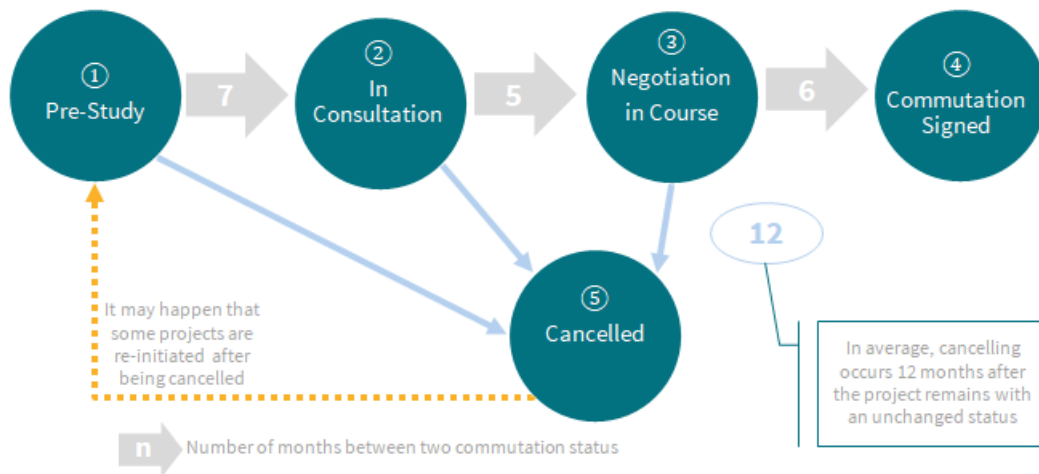 ①
Pre-Study
7
②
In
Consultation
5
③
Negotiation
in Course
6
④
Commutation
Signed
12
⑤
Cancelled
It may happen that
some projects are
re-initiated after
being cancelled
In average, cancelling
occurs 12 months after
the project remains with
an unchanged status
n
Number of months between two commutation status